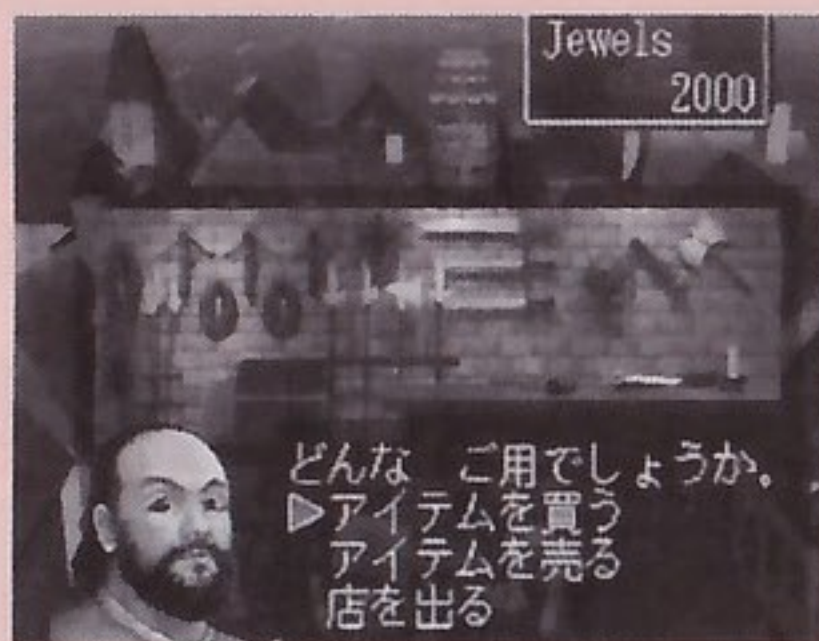 Jewels
2000
どんな　ご用でしょうか。
▷アイテムを買う
アイテムを売る
店を出る